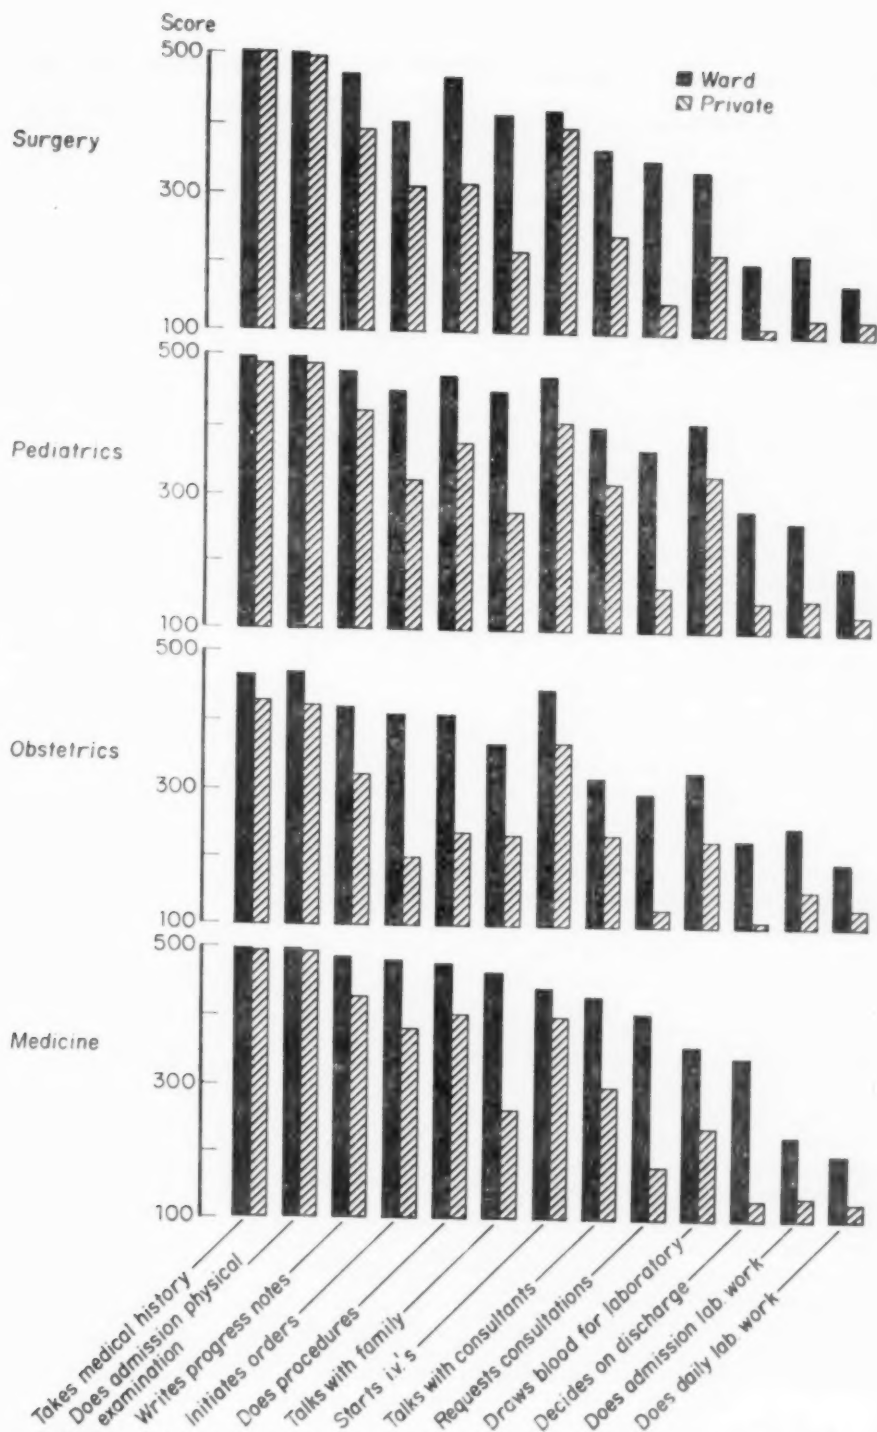 Score
500
Ward
Private
Surgery
300
100
500
Pediatrics
300
100
500
Obstetrics
300
100
500
Medicine
300
100
Takes medical history
Does admission physical
examination
Writes progress notes
Initiates orders
Does procedures
Talks with family
Starts i.v.'s
Talks with consultants
Requests consultations
Draws blood for laboratory
Decides on discharge
Does admission lab work
Does daily lab work